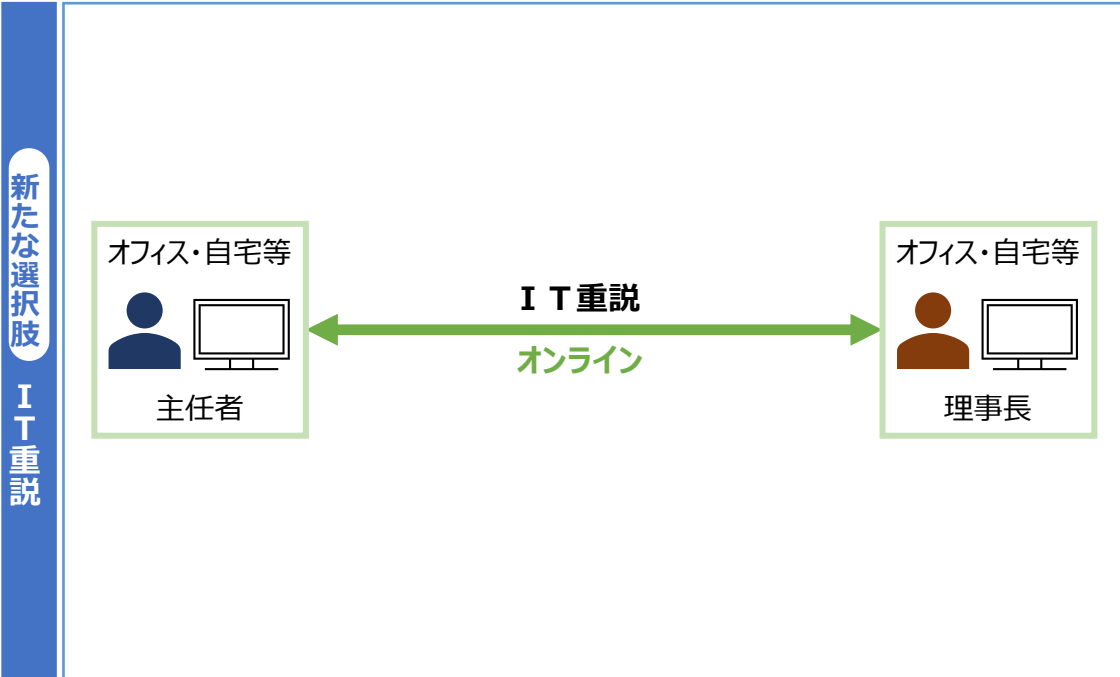 新たな選択肢
ＩＴ重説
オフィス・自宅等
主任者
ＩＴ重説
オンライン
オフィス・自宅等
理事長